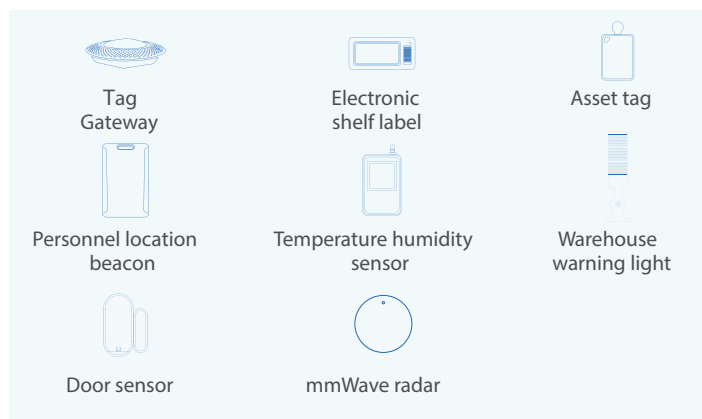 Tag
Gateway
Electronic
shelf label
Asset tag
Personnel location
beacon
Temperature humidity
sensor
Warehouse
warning light
Door sensor
mmWave radar